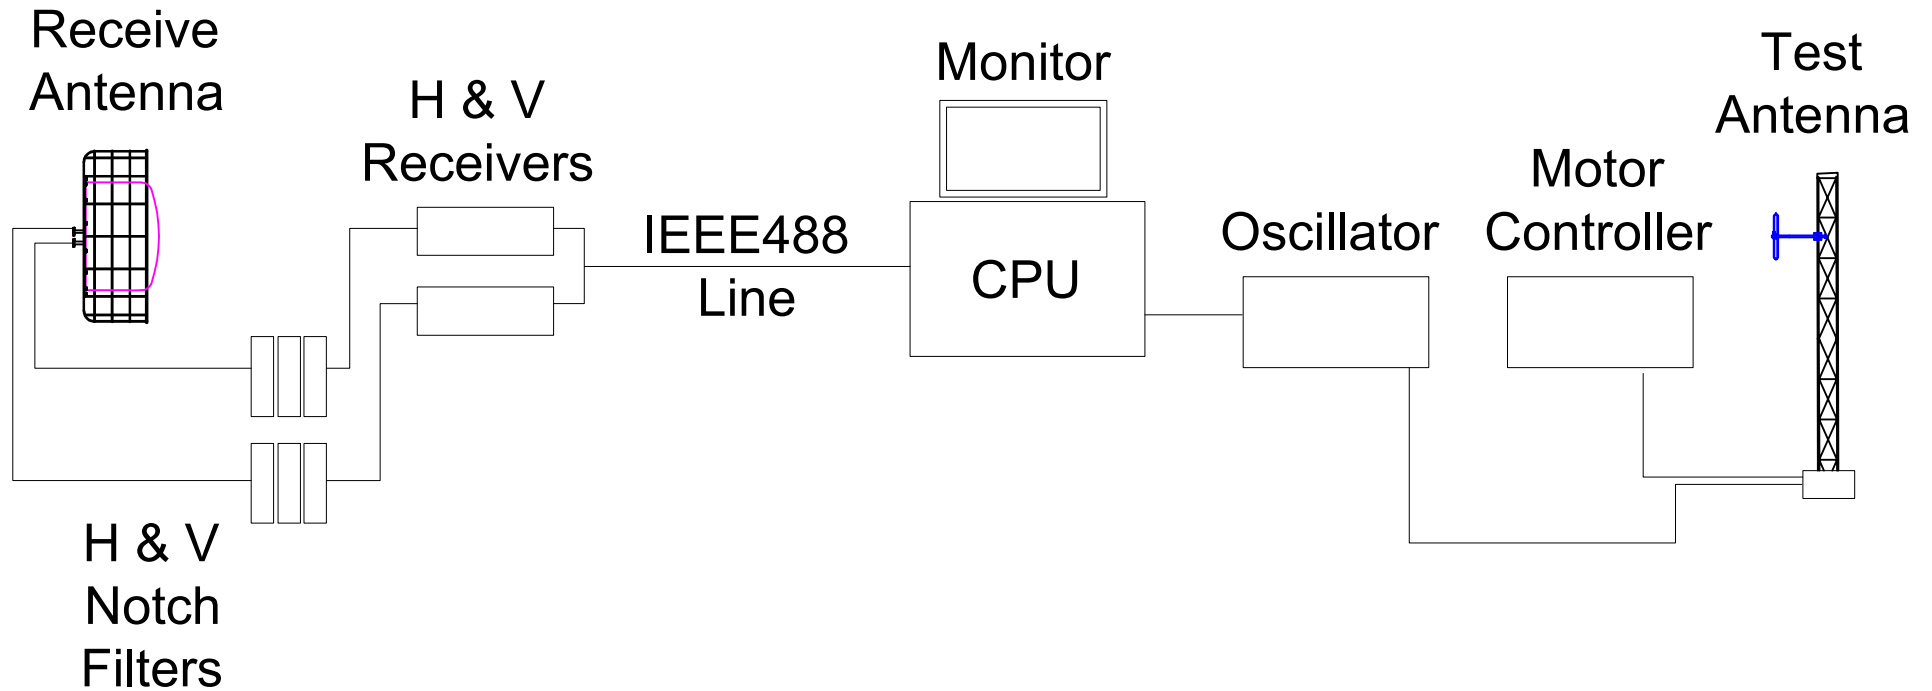 Receive
Antenna
H & V
Receivers
IEEE488
Line
Monitor
CPU
Oscillator
Motor
Controller
Test
Antenna
H & V
Notch
Filters